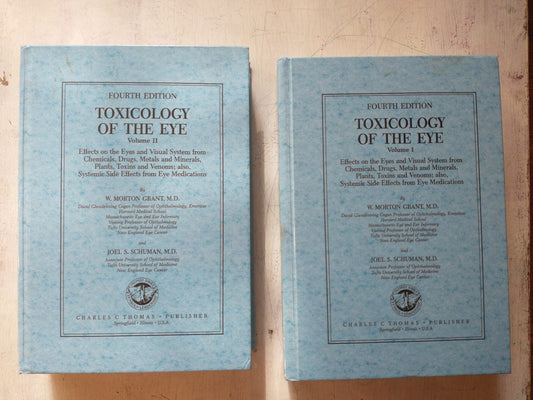 FOURTH EDITION
TOXICOLOGY
OF THE EYE
Volume II
Effects on the Eyes and Visual System from
Chemicals, Drugs, Metals and Minerals,
Plants, Toxins and Venoms; also,
Systemic Side Effects from Eye Medications
By
W. MORTON GRANT, M.D.
David Glendenning Cogan Professor of Ophthalmology, Emeritus
Harvard Medical School
Massachusetts Eye and Ear Infirmary
Visiting Professor of Ophthalmology
Tufts University School of Medicine
New England Eye Center
and
JOEL S. SCHUMAN, M.D.
Assistant Professor of Ophthalmology
Tufts University School of Medicine
New England Eye Center
CHARLES C THOMAS • PUBLISHER
Springfield • Illinois • U.S.A.
FOURTH EDITION
TOXICOLOGY
OF THE EYE
Volume I
Effects on the Eyes and Visual System from
Chemicals, Drugs, Metals and Minerals,
Plants, Toxins and Venoms; also,
Systemic Side Effects from Eye Medications
By
W. MORTON GRANT, M.D.
David Glendenning Cogan Professor of Ophthalmology, Emeritus
Harvard Medical School
Massachusetts Eye and Ear Infirmary
Visiting Professor of Ophthalmology
Tufts University School of Medicine
New England Eye Center
And
JOEL S. SCHUMAN, M.D.
Assistant Professor of Ophthalmology
Tufts University School of Medicine
New England Eye Center
CHARLES C THOMAS • PUBLISHER
Springfield • Illinois • U.S.A.